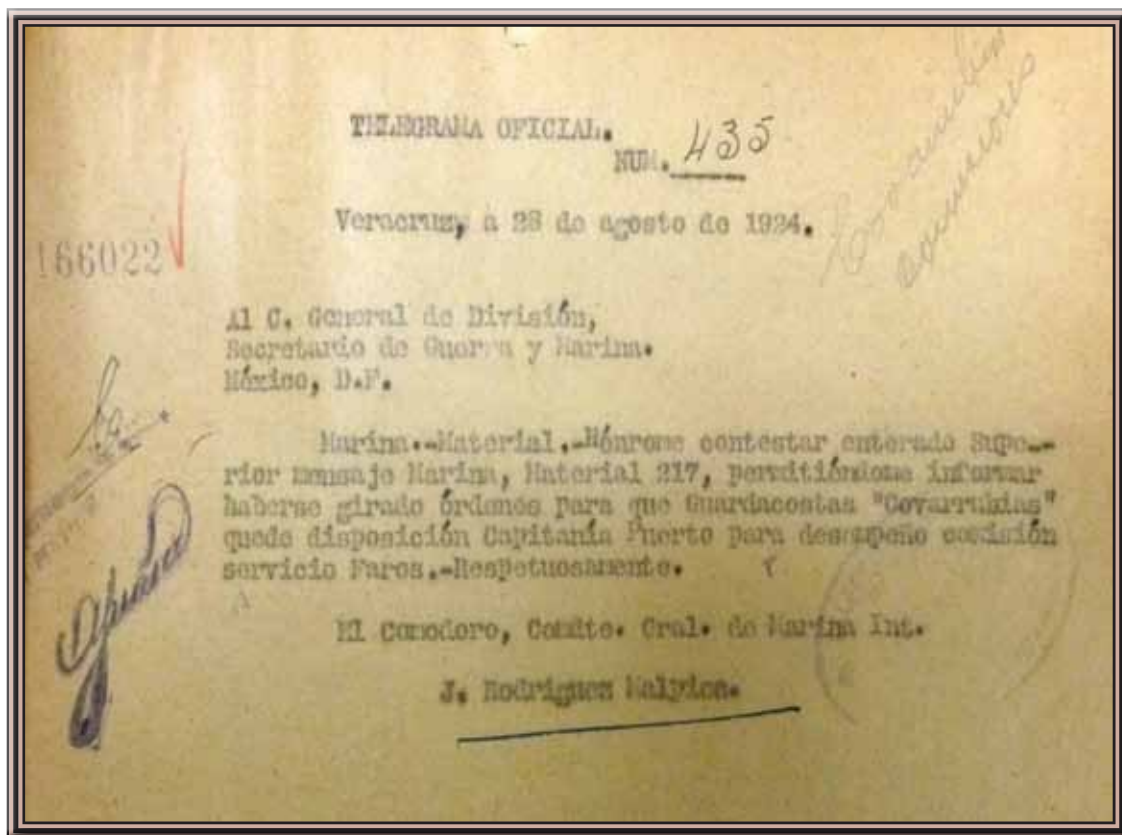 TELEGRAMA OFICIAL.
NUM. 435
Veracruz, a 28 de agosto de 1924.
166022
Al C. General de División,
Secretario de Guerra y Marina.
México, D.F.
Marina.-Material.-Hónrome contestar enterado Supe-
rior mensaje Marina, Material 217, permitiéndome informar
haberse girado órdenes para que Guardacostas "Covarrubias"
quede disposición Capitanía Puerto para desempeño comisión
servicio Faros.-Respetuosamente.
El Comodoro, Comdte. Gral. de Marina Int.
J. Rodríguez Malpica.